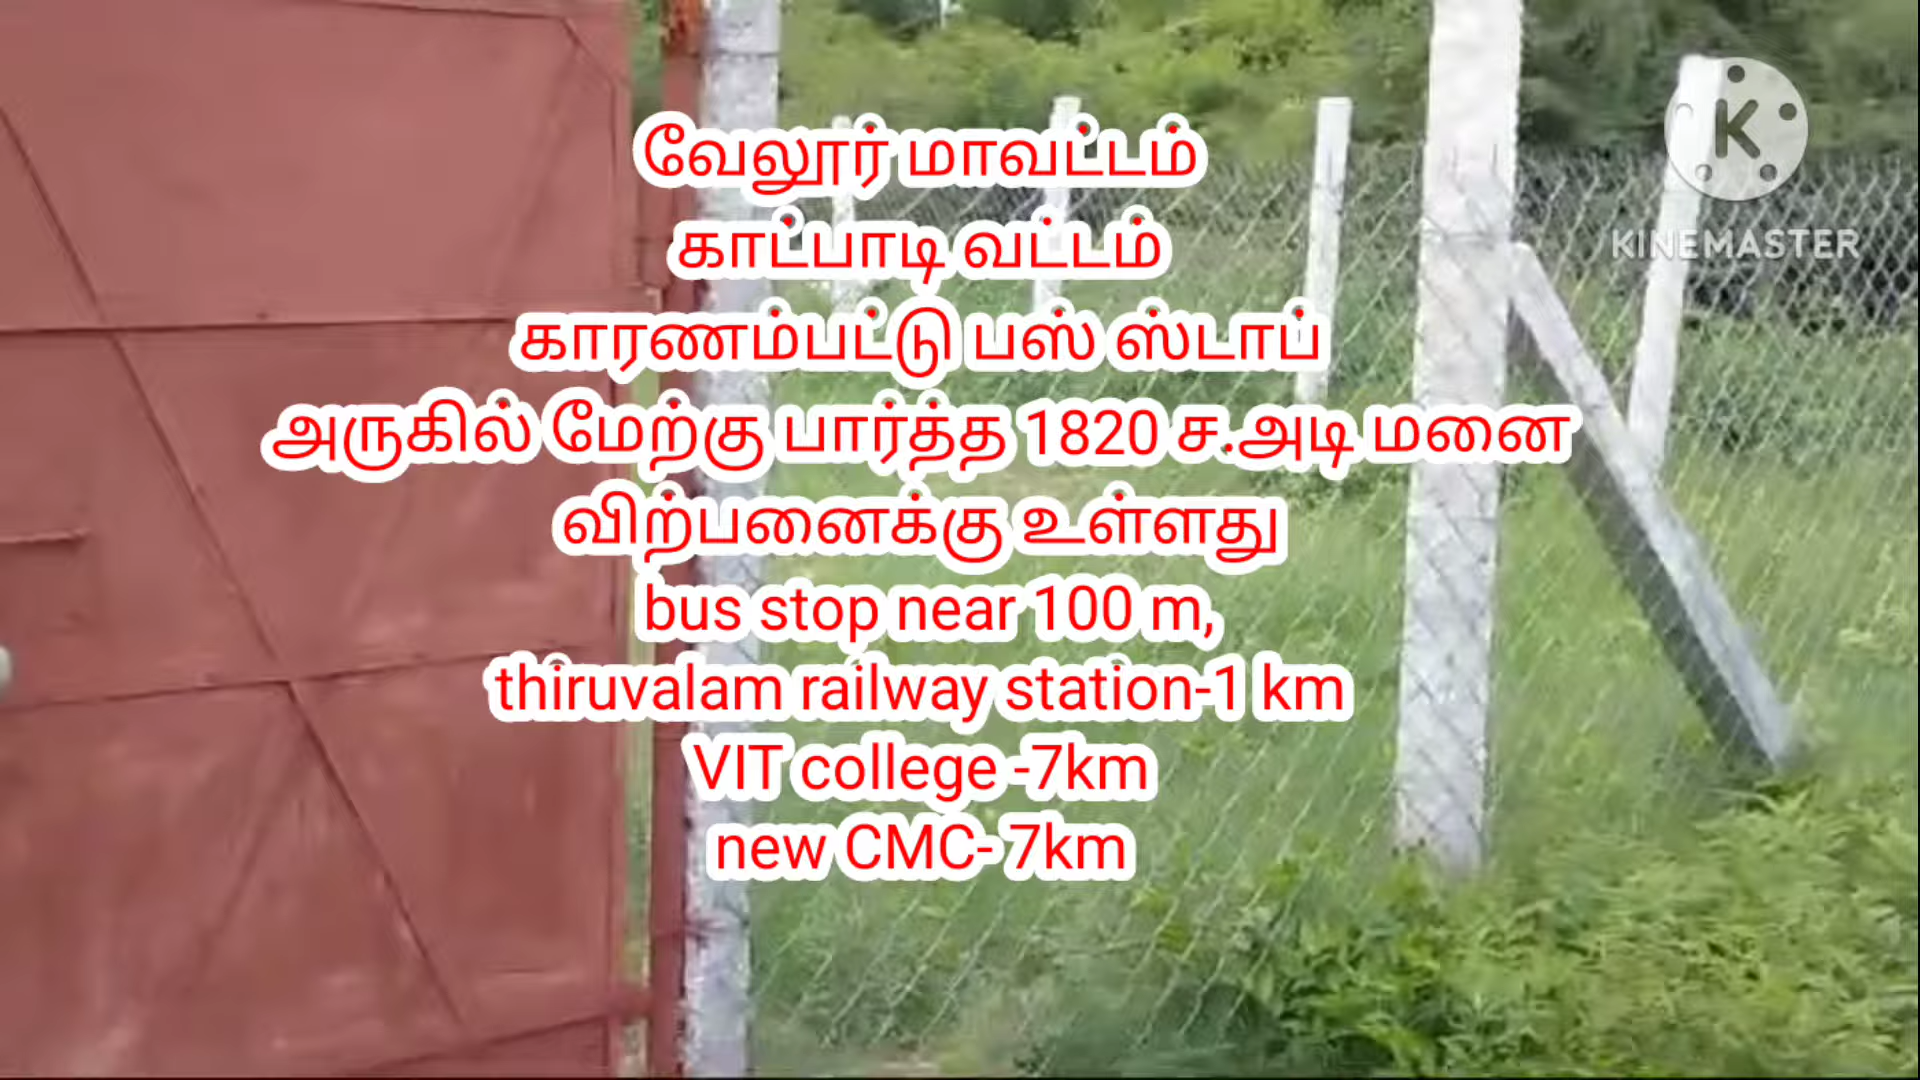 வேலூர் மாவட்டம்
காட்பாடி வட்டம்
காரணம்பட்டு பஸ் ஸ்டாப்
அருகில் மேற்கு பார்த்த 1820 ச.அடி மனை
விற்பனைக்கு உள்ளது
bus stop near 100 m,
thiruvalam railway station-1 km
VIT college -7km
new CMC- 7km
K
KINEMASTER